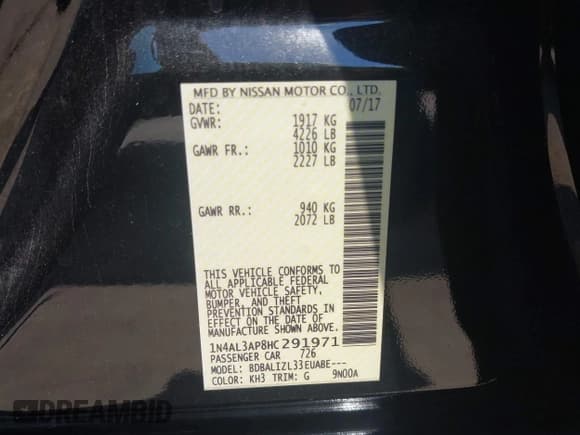 MFD BY NISSAN MOTOR CO., LTD.
DATE: 07/17
GVWR: 1917 KG
4226 LB
GAWR FR.: 1010 KG
2227 LB
GAWR RR.: 940 KG
2072 LB
THIS VEHICLE CONFORMS TO
ALL APPLICABLE FEDERAL
MOTOR VEHICLE SAFETY,
BUMPER, AND THEFT
PREVENTION STANDARDS
IN EFFECT ON THE DATE OF
MANUFACTURE SHOWN ABOVE.
1N4AL3AP8HC291971
PASSENGER CAR 726
MODEL: BDBALIZL33EUABE---
COLOR: KH3 TRIM: G 9N00A
DREAMBID